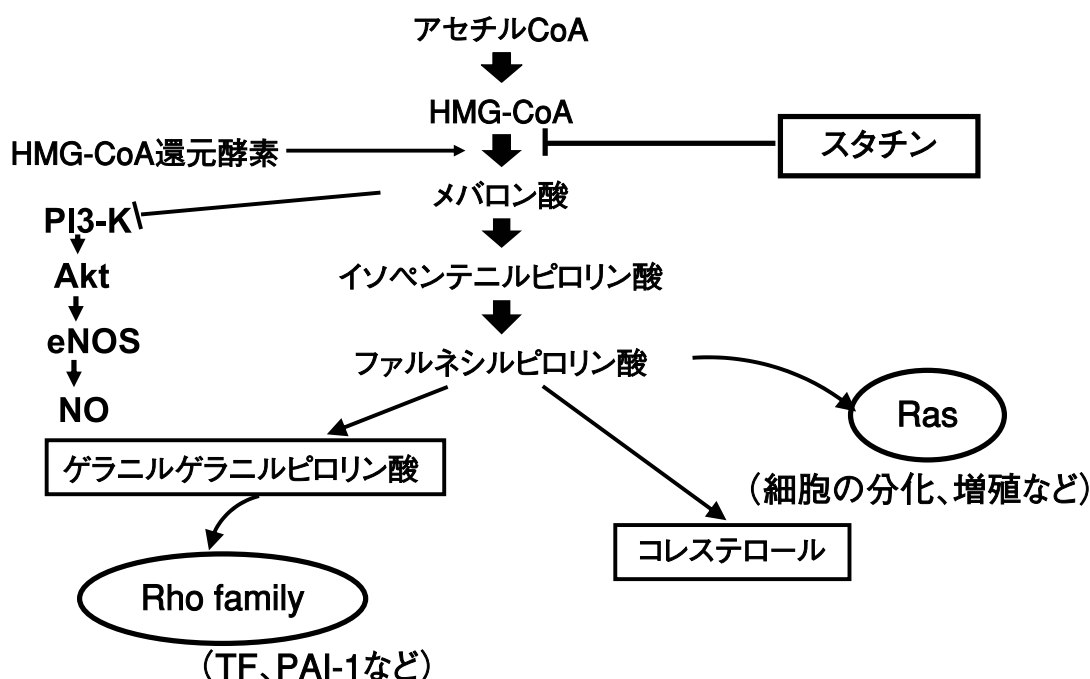 アセチルCoA
HMG-CoA
HMG-CoA還元酵素
スタチン
メバロン酸
PI3-K
Akt
イソペンテニルピロリン酸
eNOS
ファルネシルピロリン酸
NO
Ras
ゲラニルゲラニルピロリン酸
（細胞の分化、増殖など）
コレステロール
Rho family
（TF、PAI-1など）